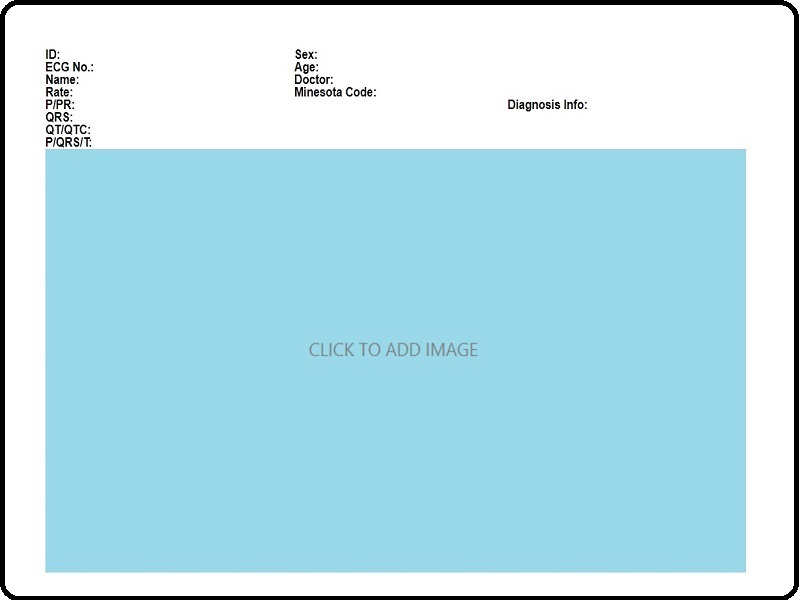 ID:
ECG No.:
Name:
Rate:
P/PR:
QRS:
QT/QTC:
P/QRS/T:
Sex:
Age:
Doctor:
Minesota Code:
Diagnosis Info:
CLICK TO ADD IMAGE